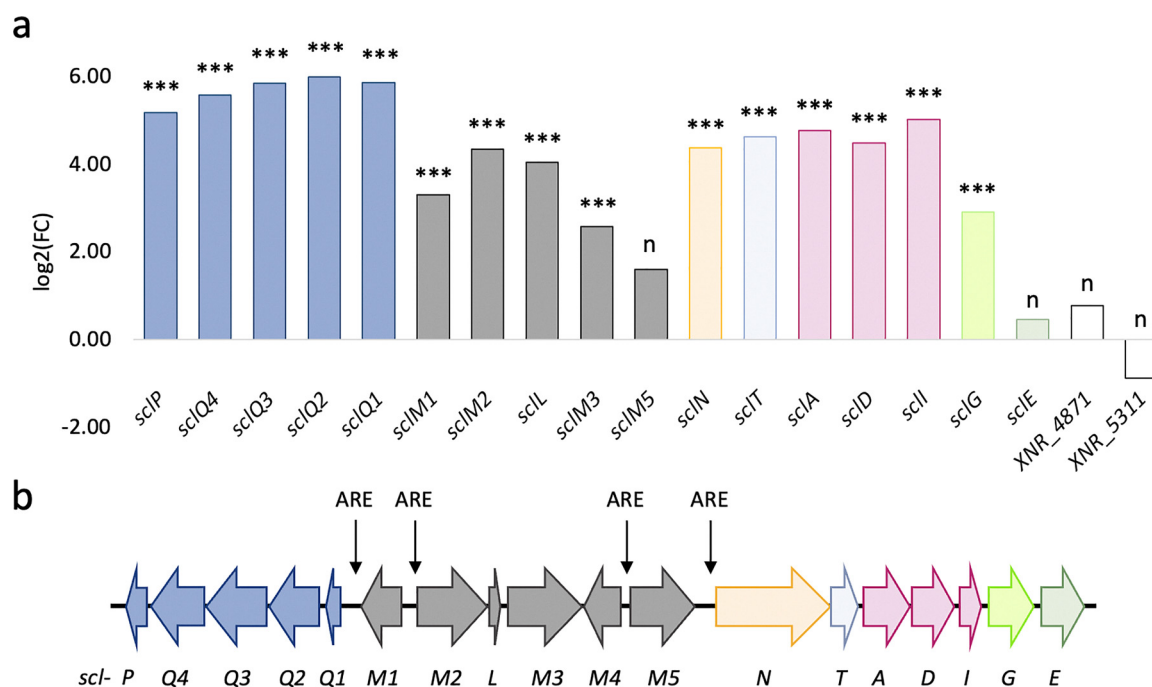 a
*** *** *** *** *** *** *** *** *** n *** *** *** *** *** *** n n n
log2(FC)
6.00
4.00
2.00
0.00
-2.00
sclP sclQ4 sclQ3 sclQ2 sclQ1 sclM1 sclM2 sclL sclM3 sclM5 sclN sclT sclA sclD sclI sclG sclE XNR_4871 XNR_5311
b
ARE ARE ARE ARE
scl- P Q4 Q3 Q2 Q1 M1 M2 L M3 M4 M5 N T A D I G E